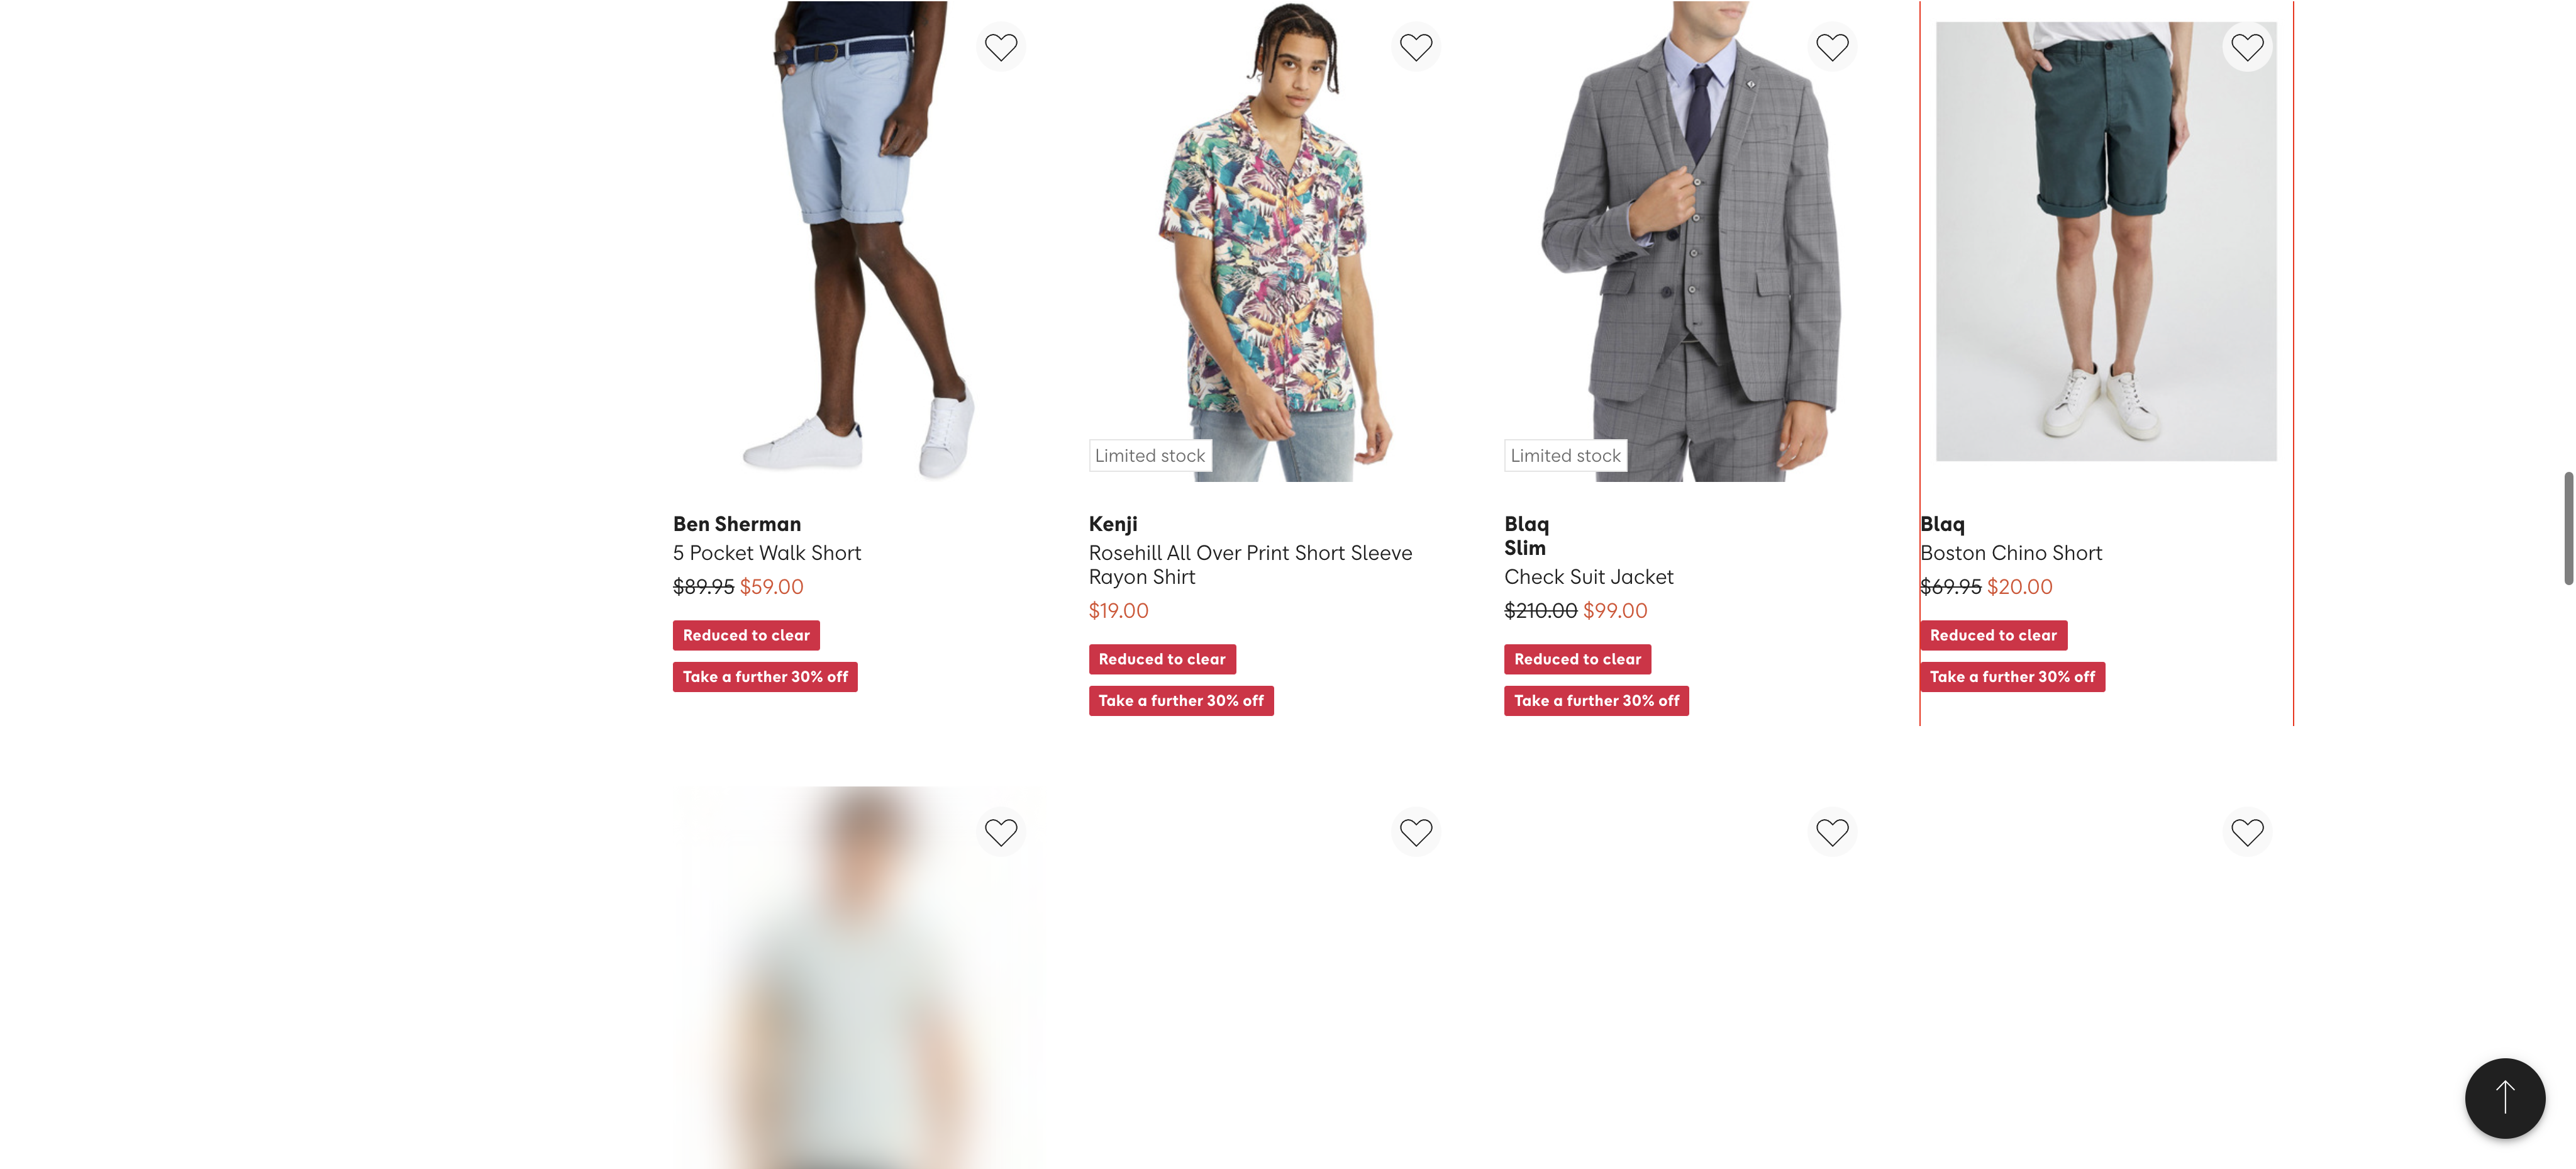 Limited stock
Limited stock
Ben Sherman
5 Pocket Walk Short
$89.95 $59.00
Reduced to clear
Take a further 30% off
Kenji
Rosehill All Over Print Short Sleeve
Rayon Shirt
$19.00
Reduced to clear
Take a further 30% off
Blaq
Slim
Check Suit Jacket
$210.00 $99.00
Reduced to clear
Take a further 30% off
Blaq
Boston Chino Short
$69.95 $20.00
Reduced to clear
Take a further 30% off